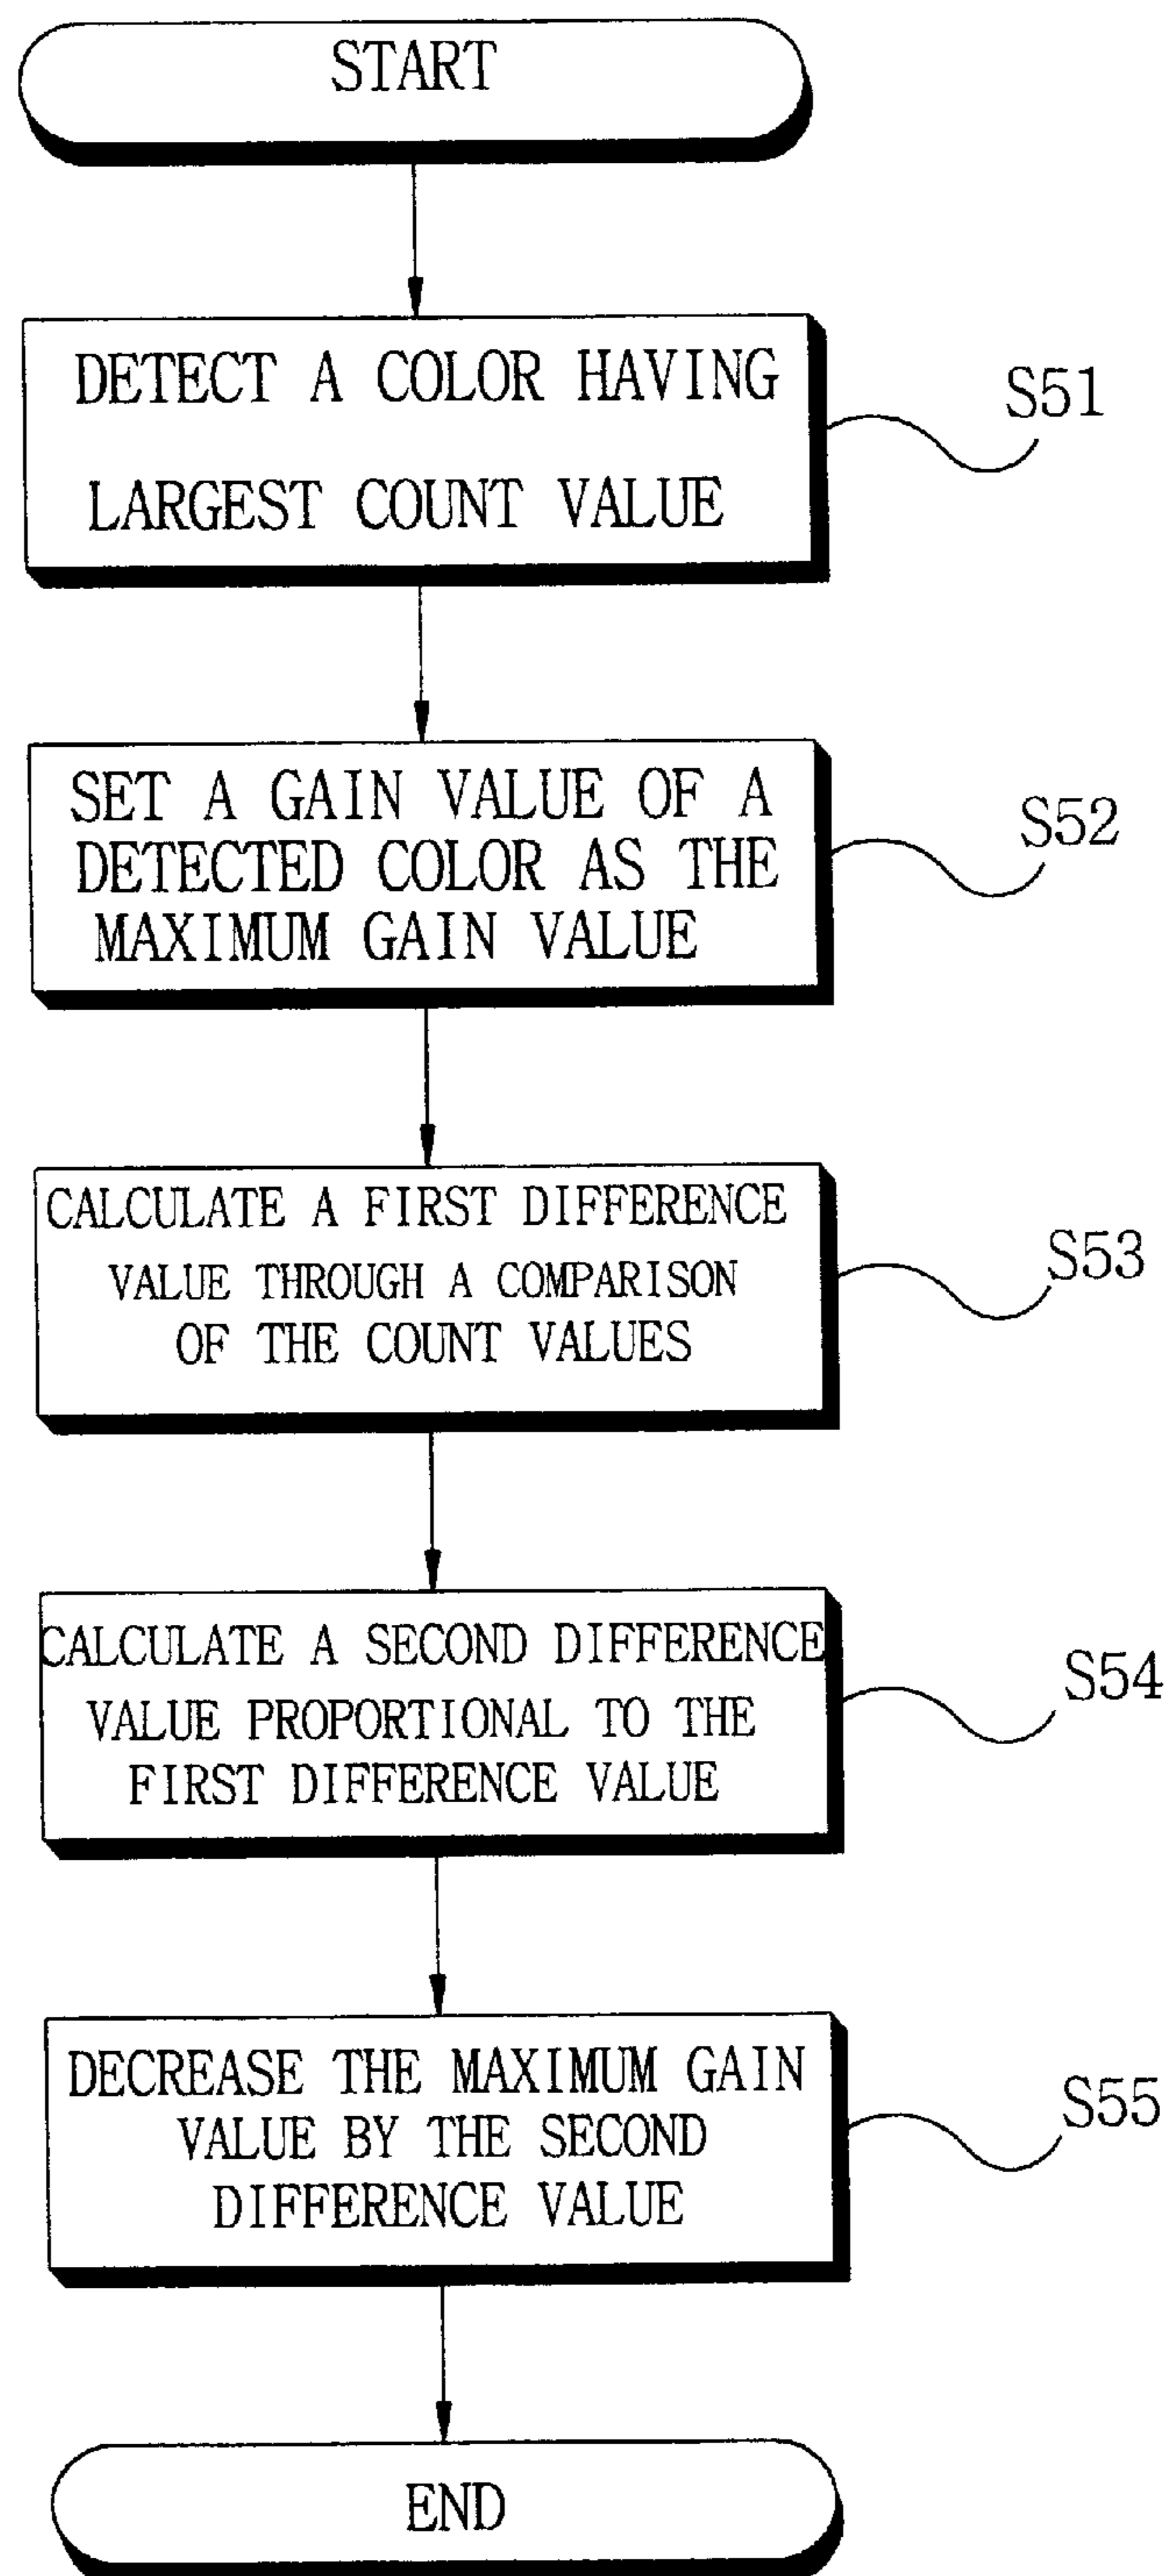 START
DETECT A COLOR HAVING
LARGEST COUNT VALUE
S51
SET A GAIN VALUE OF A
DETECTED COLOR AS THE
MAXIMUM GAIN VALUE
S52
CALCULATE A FIRST DIFFERENCE
VALUE THROUGH A COMPARISON
OF THE COUNT VALUES
S53
CALCULATE A SECOND DIFFERENCE
VALUE PROPORTIONAL TO THE
FIRST DIFFERENCE VALUE
S54
DECREASE THE MAXIMUM GAIN
VALUE BY THE SECOND
DIFFERENCE VALUE
S55
END